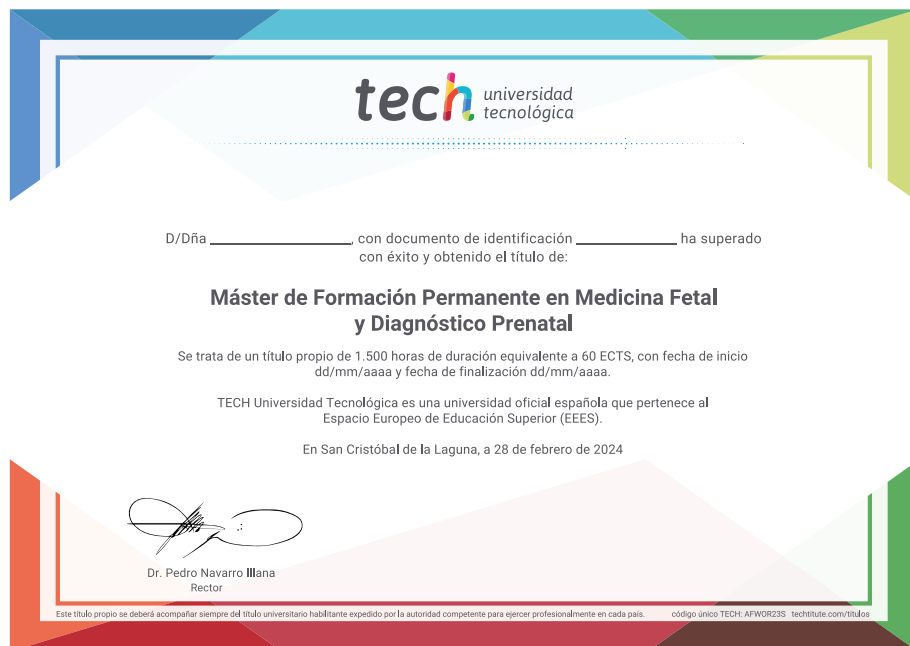 tech universidad
tecnológica
D/Dña ________________, con documento de identificación ____________ ha superado
con éxito y obtenido el título de:
Máster de Formación Permanente en Medicina Fetal
y Diagnóstico Prenatal
Se trata de un título propio de 1.500 horas de duración equivalente a 60 ECTS, con fecha de inicio
dd/mm/aaaa y fecha de finalización dd/mm/aaaa.
TECH Universidad Tecnológica es una universidad oficial española que pertenece al
Espacio Europeo de Educación Superior (EEES).
En San Cristóbal de la Laguna, a 28 de febrero de 2024
Dr. Pedro Navarro Illana
Rector
Este título propio se deberá acompañar siempre del título universitario habilitante expedido por la autoridad competente para ejercer profesionalmente en cada país. código único TECH: AFWOR23S techtitute.com/titulos